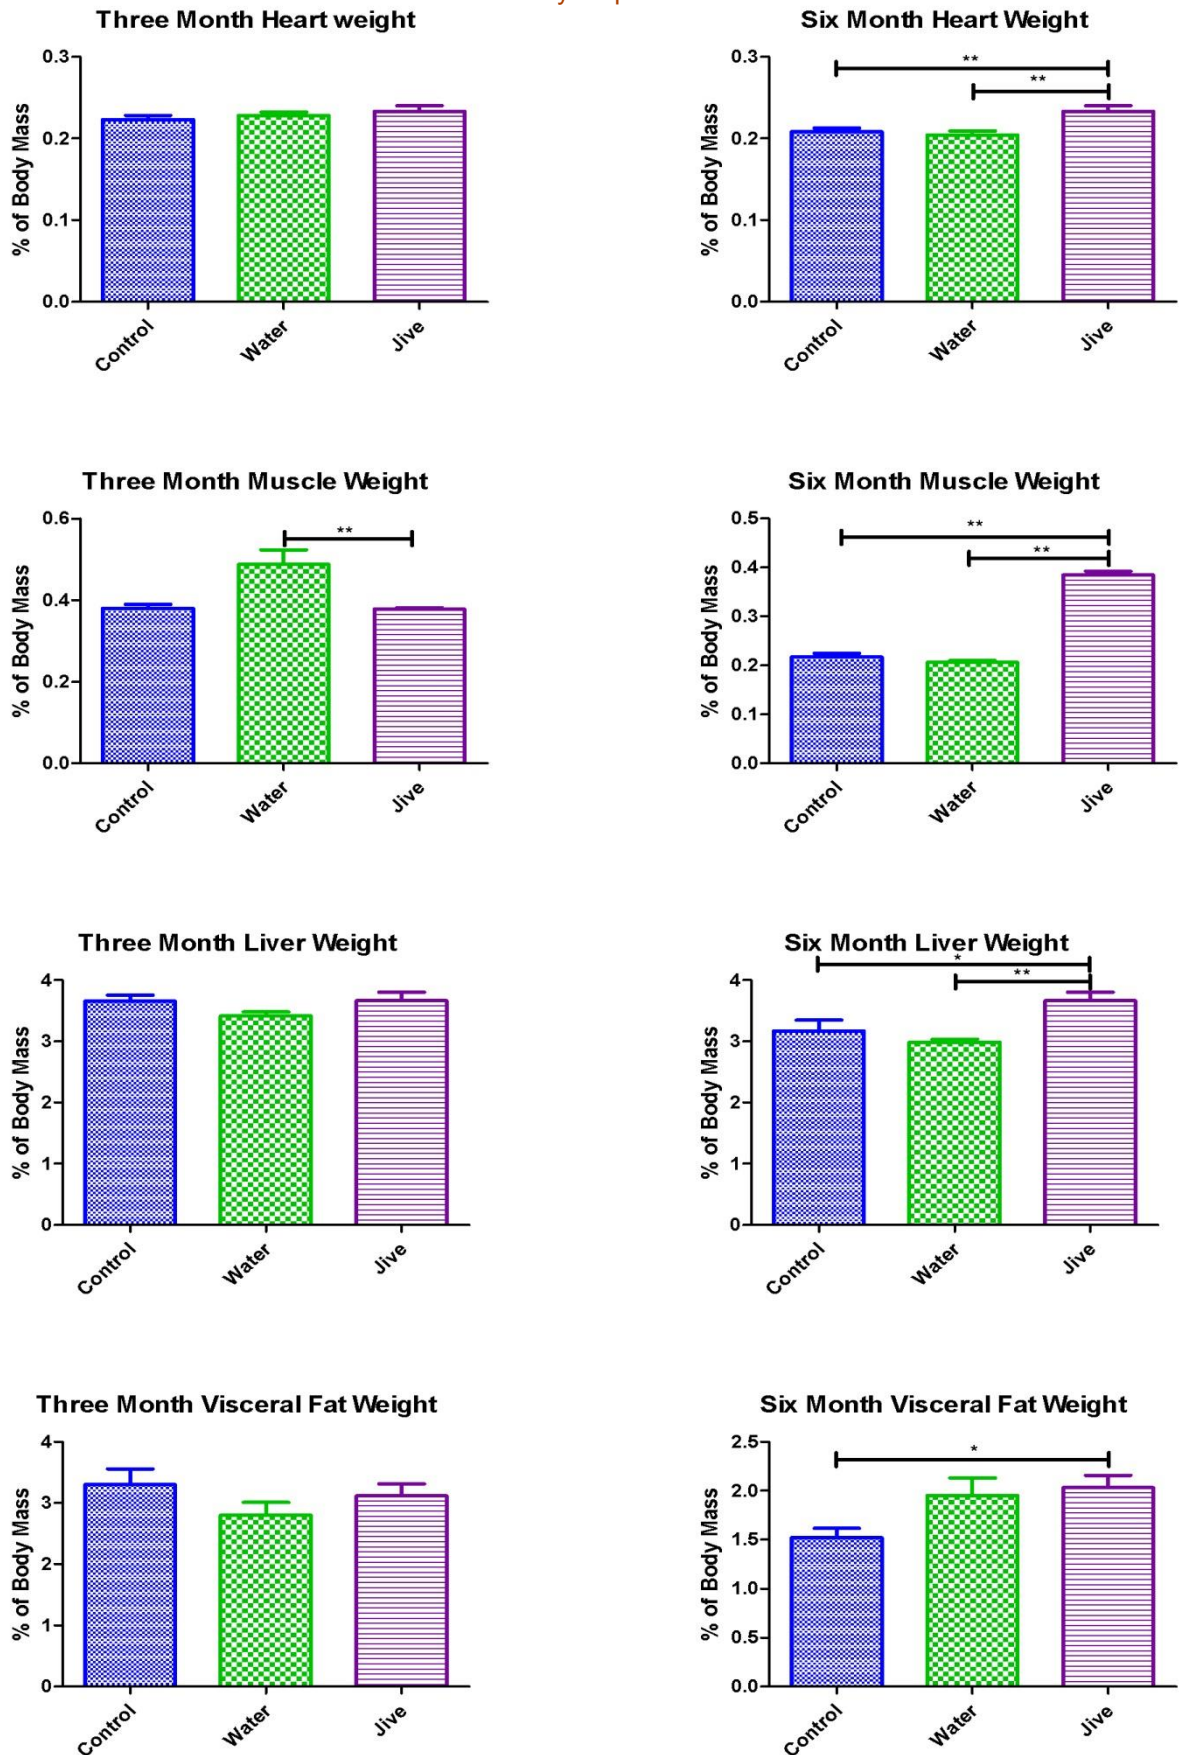 Three Month Heart weight
% of Body Mass
0.3
0.2
0.1
0.0
Control
Water
Jive
Six Month Heart Weight
% of Body Mass
0.3
0.2
0.1
0.0
**
**
Control
Water
Jive
Three Month Muscle Weight
% of Body Mass
0.6
0.4
0.2
0.0
**
Control
Water
Jive
Six Month Muscle Weight
% of Body Mass
0.5
0.4
0.3
0.2
0.1
0.0
**
**
Control
Water
Jive
Three Month Liver Weight
% of Body Mass
4
3
2
1
0
Control
Water
Jive
Six Month Liver Weight
% of Body Mass
4
3
2
1
0
*
**
Control
Water
Jive
Three Month Visceral Fat Weight
% of Body Mass
4
3
2
1
0
Control
Water
Jive
Six Month Visceral Fat Weight
% of Body Mass
2.5
2.0
1.5
1.0
0.5
0.0
*
Control
Water
Jive